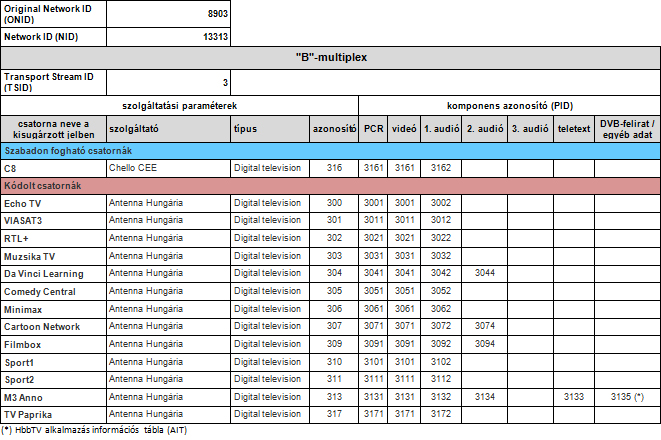 Original Network ID (ONID) 8903
Network ID (NID) 13313
"B"-multiplex
Transport Stream ID (TSID) 3
szolgáltatási paraméterek komponens azonosító (PID)
csatorna neve a kisugárzott jelben szolgáltató típus azonosító PCR videó 1. audió 2. audió 3. audió teletext DVB-felirat / egyéb adat
Szabadon fogható csatornák
C8 Chello CEE Digital television 316 3161 3161 3162
Kódolt csatornák
Echo TV Antenna Hungária Digital television 300 3001 3001 3002
VIASAT3 Antenna Hungária Digital television 301 3011 3011 3012
RTL+ Antenna Hungária Digital television 302 3021 3021 3022
Muzsika TV Antenna Hungária Digital television 303 3031 3031 3032
Da Vinci Learning Antenna Hungária Digital television 304 3041 3041 3042 3044
Comedy Central Antenna Hungária Digital television 305 3051 3051 3052
Minimax Antenna Hungária Digital television 306 3061 3061 3062
Cartoon Network Antenna Hungária Digital television 307 3071 3071 3072 3074
Filmbox Antenna Hungária Digital television 309 3091 3091 3092 3094
Sport1 Antenna Hungária Digital television 310 3101 3101 3102
Sport2 Antenna Hungária Digital television 311 3111 3111 3112
M3 Anno Antenna Hungária Digital television 313 3131 3131 3132 3134 3133 3135 (*)
TV Paprika Antenna Hungária Digital television 317 3171 3171 3172
(*) HbbTV alkalmazás információs tábla (AIT)